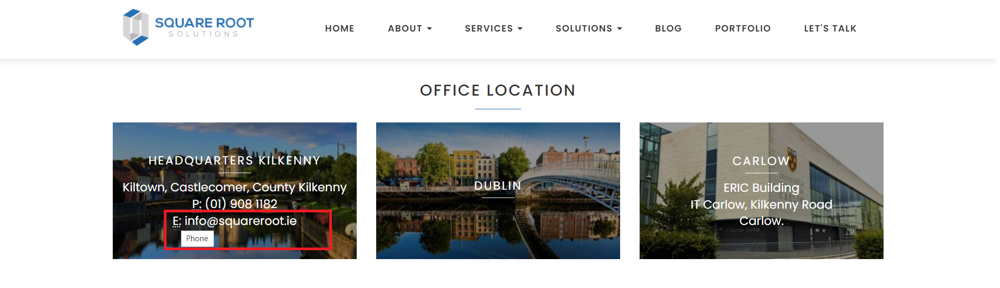 SQUARE ROOT
SOLUTIONS
HOME ABOUT SERVICES SOLUTIONS BLOG PORTFOLIO LET'S TALK
OFFICE LOCATION
HEADQUARTERS KILKENNY
Kiltown, Castlecomer, County Kilkenny
P: (01) 908 1182
E: info@squareroot.ie
Phone
DUBLIN
CARLOW
ERIC Building
IT Carlow, Kilkenny Road
Carlow.